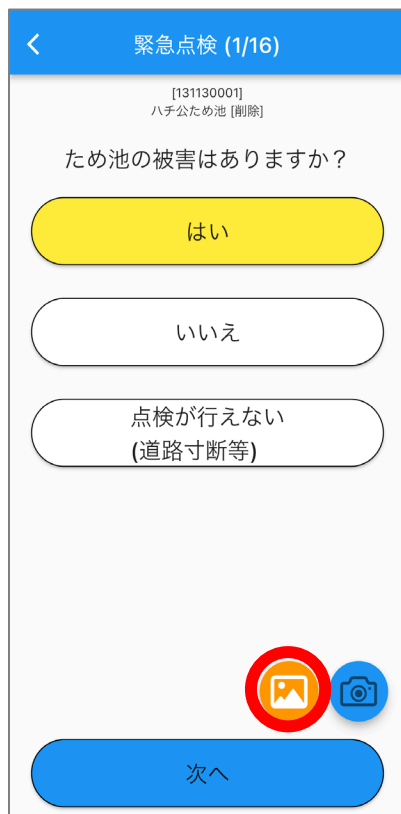 緊急点検 (1/16)
[131130001]
ハチ公ため池 [削除]
ため池の被害はありますか？
はい
いいえ
点検が行えない
(道路寸断等)
次へ